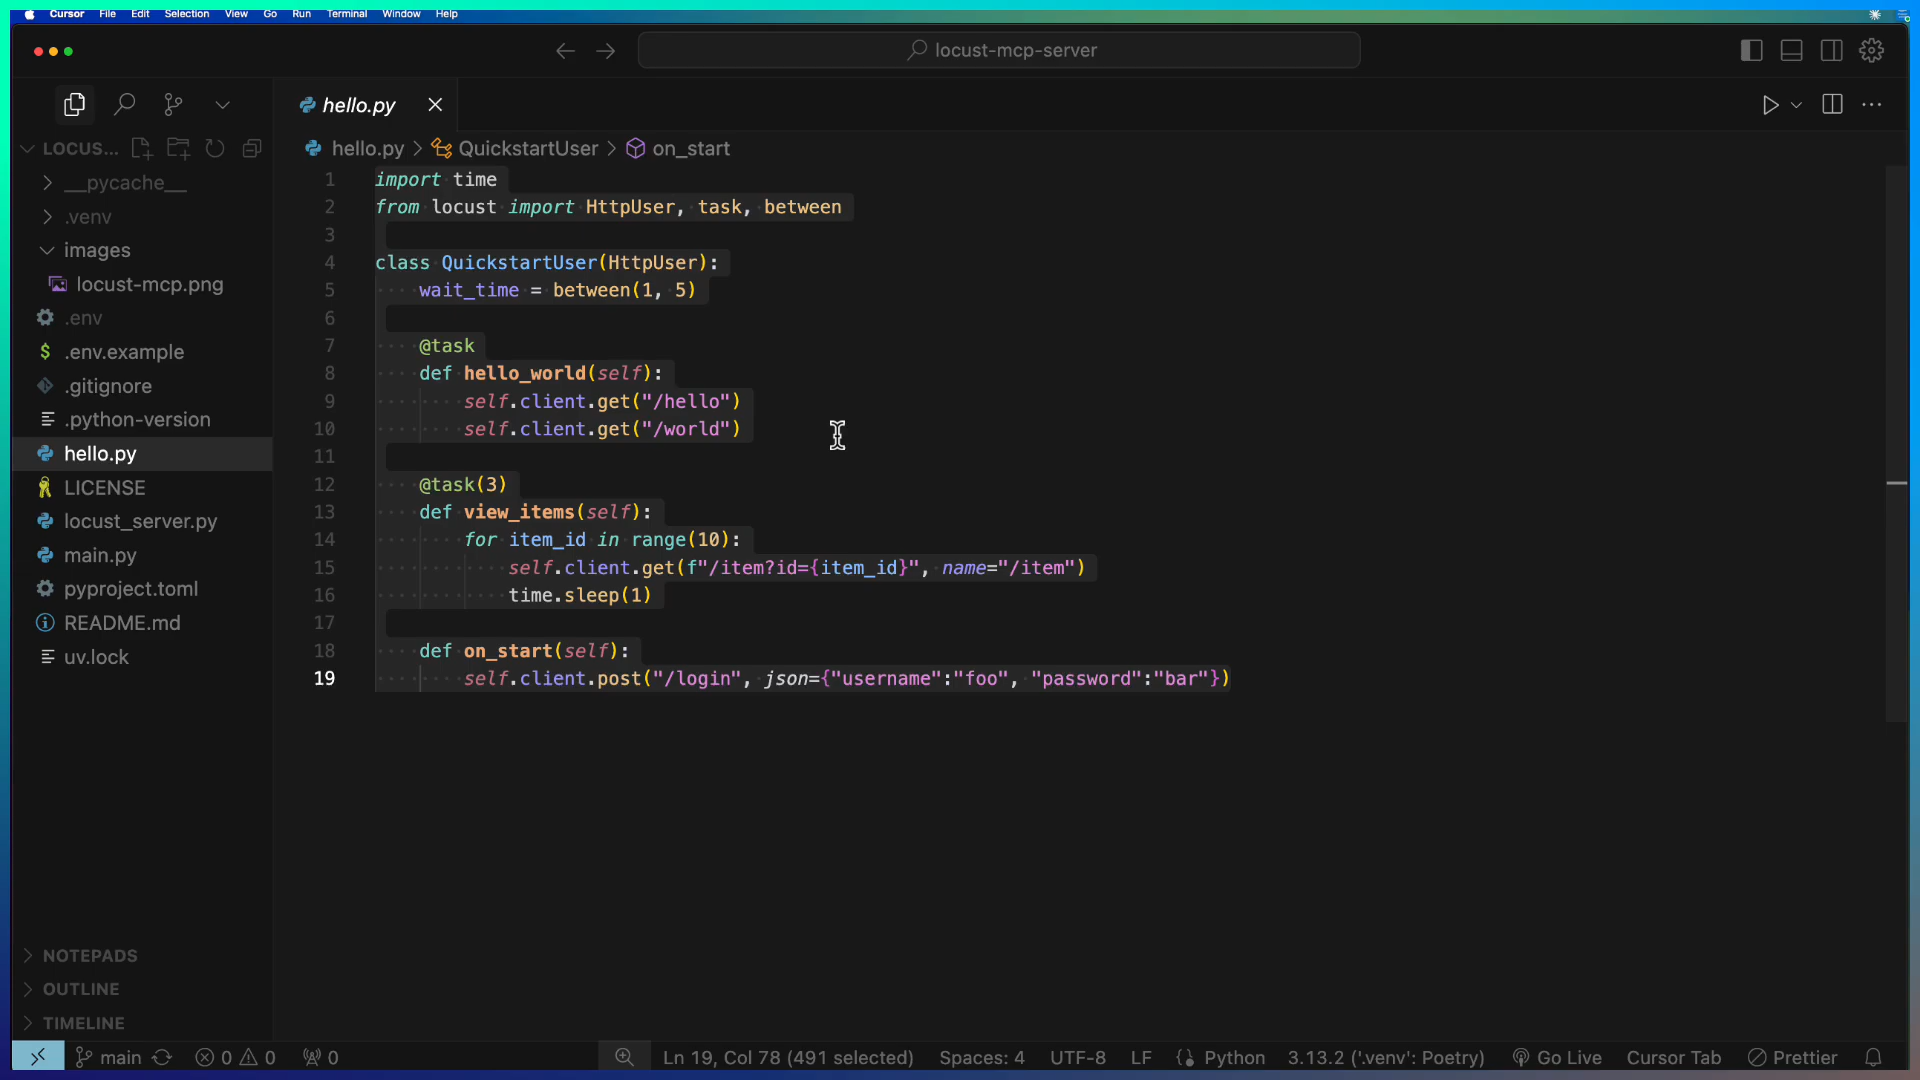 Cursor File Edit Selection View Go Run Terminal Window Help
locust-mcp-server
hello.py
LOCUS...
hello.py > QuickstartUser > on_start
__pycache__
.venv
images
locust-mcp.png
.env
.env.example
.gitignore
.python-version
hello.py
LICENSE
locust_server.py
main.py
pyproject.toml
README.md
uv.lock
1 import time
2 from locust import HttpUser, task, between
3
4 class QuickstartUser(HttpUser):
5     wait_time = between(1, 5)
6
7     @task
8     def hello_world(self):
9         self.client.get("/hello")
10         self.client.get("/world")
11
12     @task(3)
13     def view_items(self):
14         for item_id in range(10):
15             self.client.get(f"/item?id={item_id}", name="/item")
16             time.sleep(1)
17
18     def on_start(self):
19         self.client.post("/login", json={"username":"foo", "password":"bar"})
NOTEPADS
OUTLINE
TIMELINE
main 0 0 0 Ln 19, Col 78 (491 selected) Spaces: 4 UTF-8 LF Python 3.13.2 ('.venv': Poetry) Go Live Cursor Tab Prettier